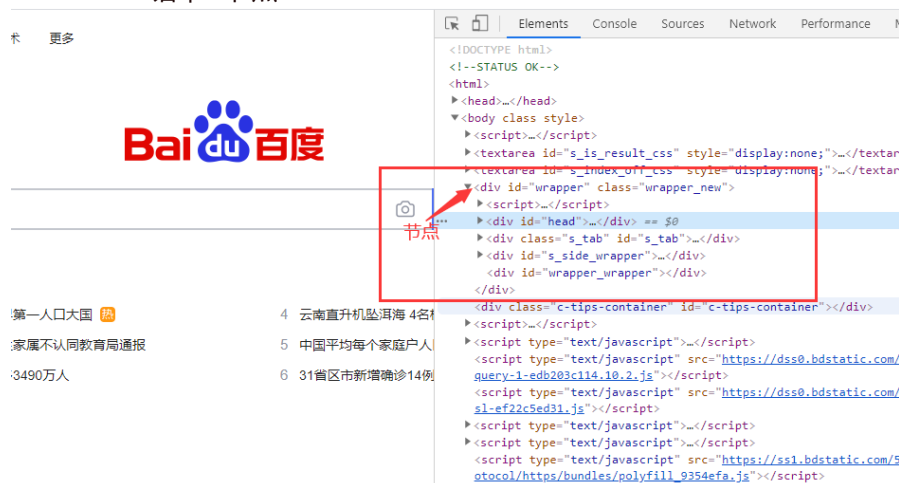 Elements Console Sources Network Performance
术 更多
<!DOCTYPE html>
<!--STATUS OK-->
<html>
▶<head>…</head>
▼<body class style>
▶<script>…</script>
▶<textarea id="s_is_result_css" style="display:none;">…</textar
▶<textarea id="s_index_off_css" style="display:none;">…</textar
▼<div id="wrapper" class="wrapper_new">
▶<script>…</script>
…▶<div id="head">…</div> == $0
▶<div class="s_tab" id="s_tab">…</div>
▶<div id="s_side_wrapper">…</div>
<div id="wrapper_wrapper"></div>
</div>
<div class="c-tips-container" id="c-tips-container"></div>
▶<script>…</script>
▶<script type="text/javascript">…</script>
<script type="text/javascript" src="https://dss0.bdstatic.com/
query-1-edb203c114.10.2.js"></script>
<script type="text/javascript" src="https://dss0.bdstatic.com/
sl-ef22c5ed31.js"></script>
▶<script type="text/javascript">…</script>
▶<script type="text/javascript">…</script>
<script type="text/javascript" src="https://ss1.bdstatic.com/5
otocol/https/bundles/polyfill_9354efa.js"></script>
Bai du 百度
节点
第一人口大国 热
4 云南直升机坠洱海 4名
家属不认同教育局通报
5 中国平均每个家庭户人
3490万人
6 31省区市新增确诊14例